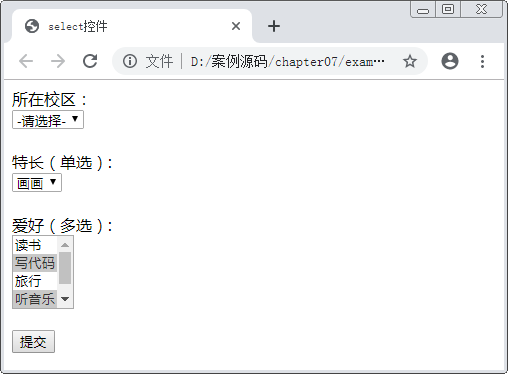 select控件
文件 | D:/案例源码/chapter07/exam…
所在校区：
-请选择-
特长（单选）：
画画
爱好（多选）：
读书
写代码
旅行
听音乐
提交